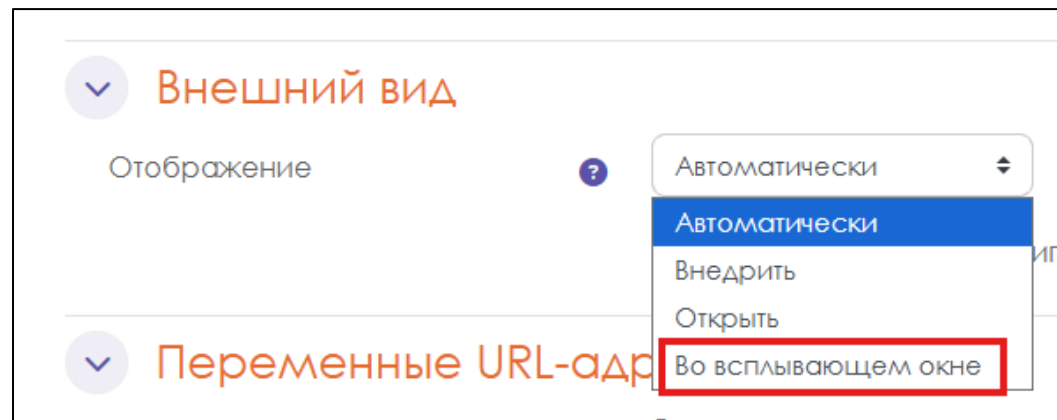 Внешний вид
Отображение
?
Автоматически
Автоматически
Внедрить
Открыть
Во всплывающем окне
Переменные URL-адр